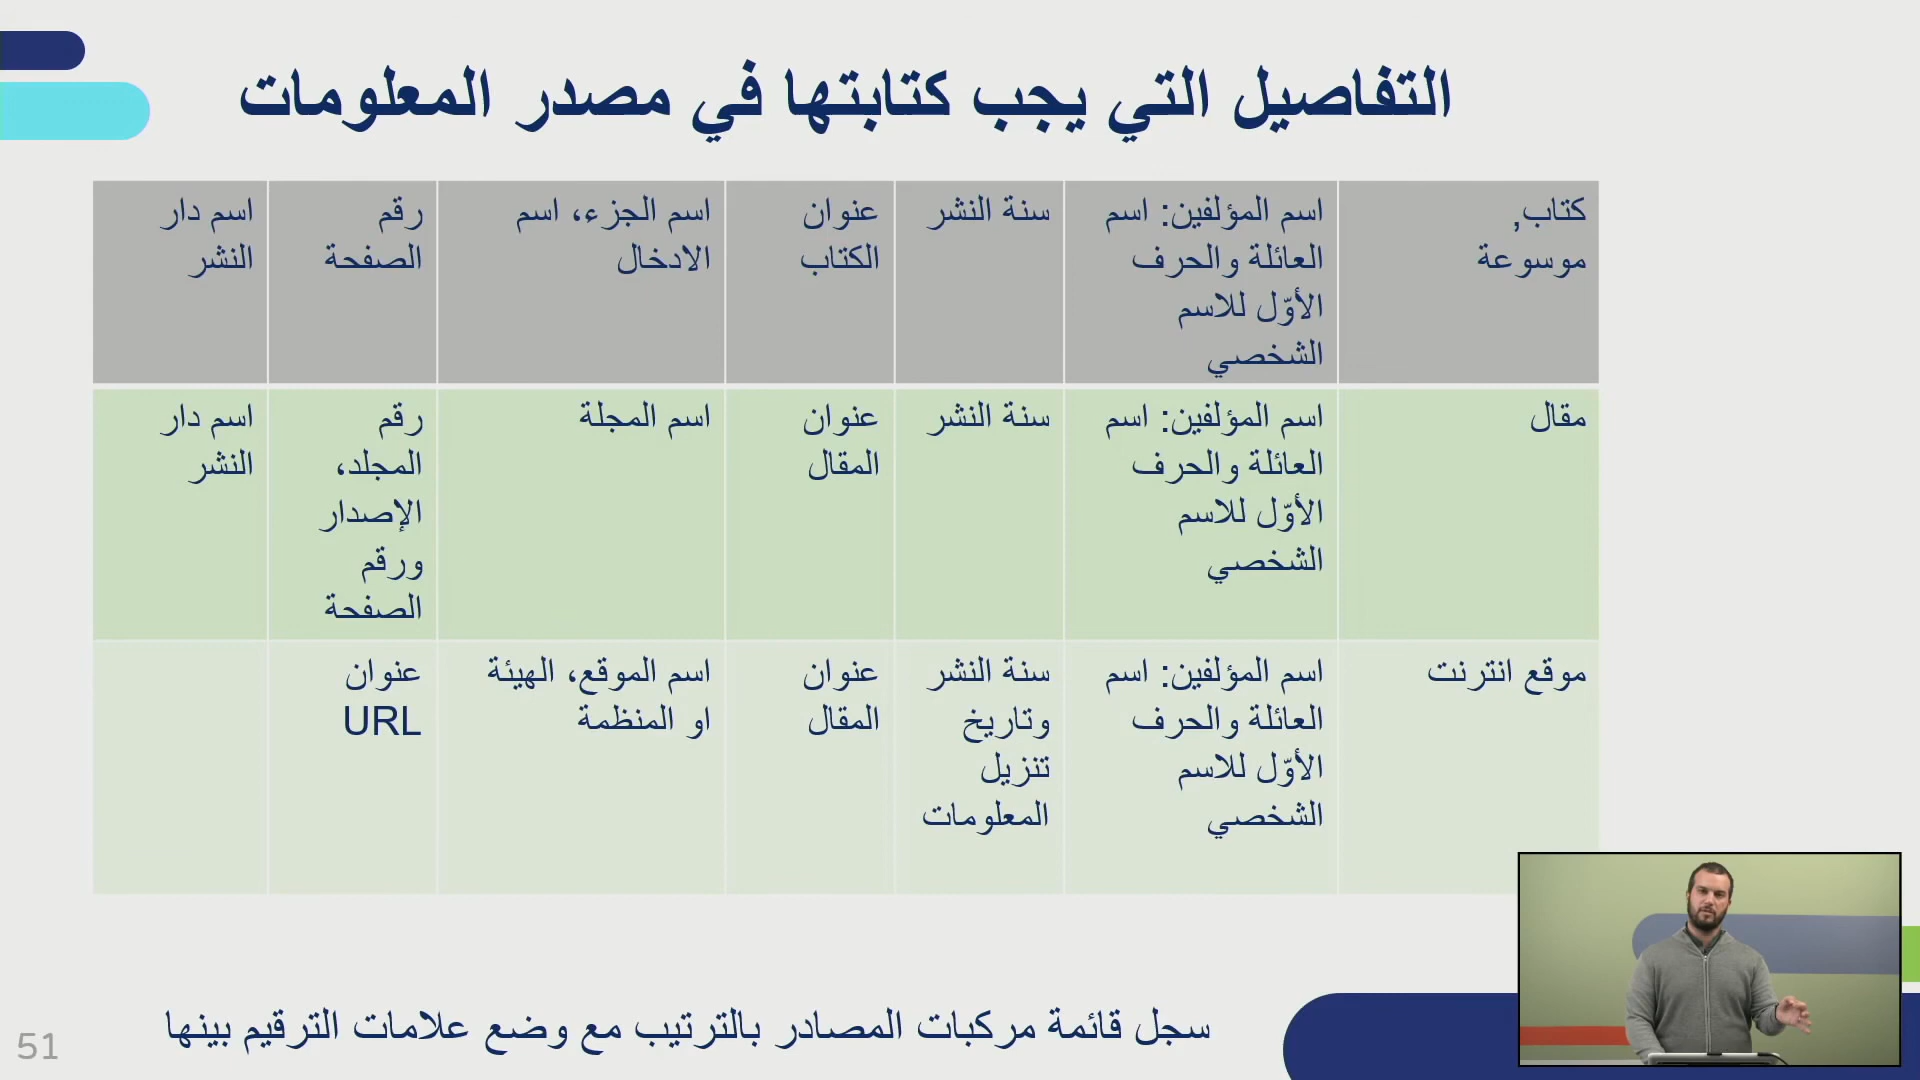 التفاصيل التي يجب كتابتها في مصدر المعلومات
كتاب,
موسوعة
اسم المؤلفين: اسم
العائلة والحرف
الأوّل للاسم
الشخصي
سنة النشر
عنوان
الكتاب
اسم الجزء، اسم
الادخال
رقم
الصفحة
اسم دار
النشر
مقال
اسم المؤلفين: اسم
العائلة والحرف
الأوّل للاسم
الشخصي
سنة النشر
عنوان
المقال
اسم المجلة
رقم
المجلد،
الإصدار
ورقم
الصفحة
اسم دار
النشر
موقع انترنت
اسم المؤلفين: اسم
العائلة والحرف
الأوّل للاسم
الشخصي
سنة النشر
وتاريخ
تنزيل
المعلومات
عنوان
المقال
اسم الموقع، الهيئة
او المنظمة
عنوان
URL
سجل قائمة مركبات المصادر بالترتيب مع وضع علامات الترقيم بينها
51